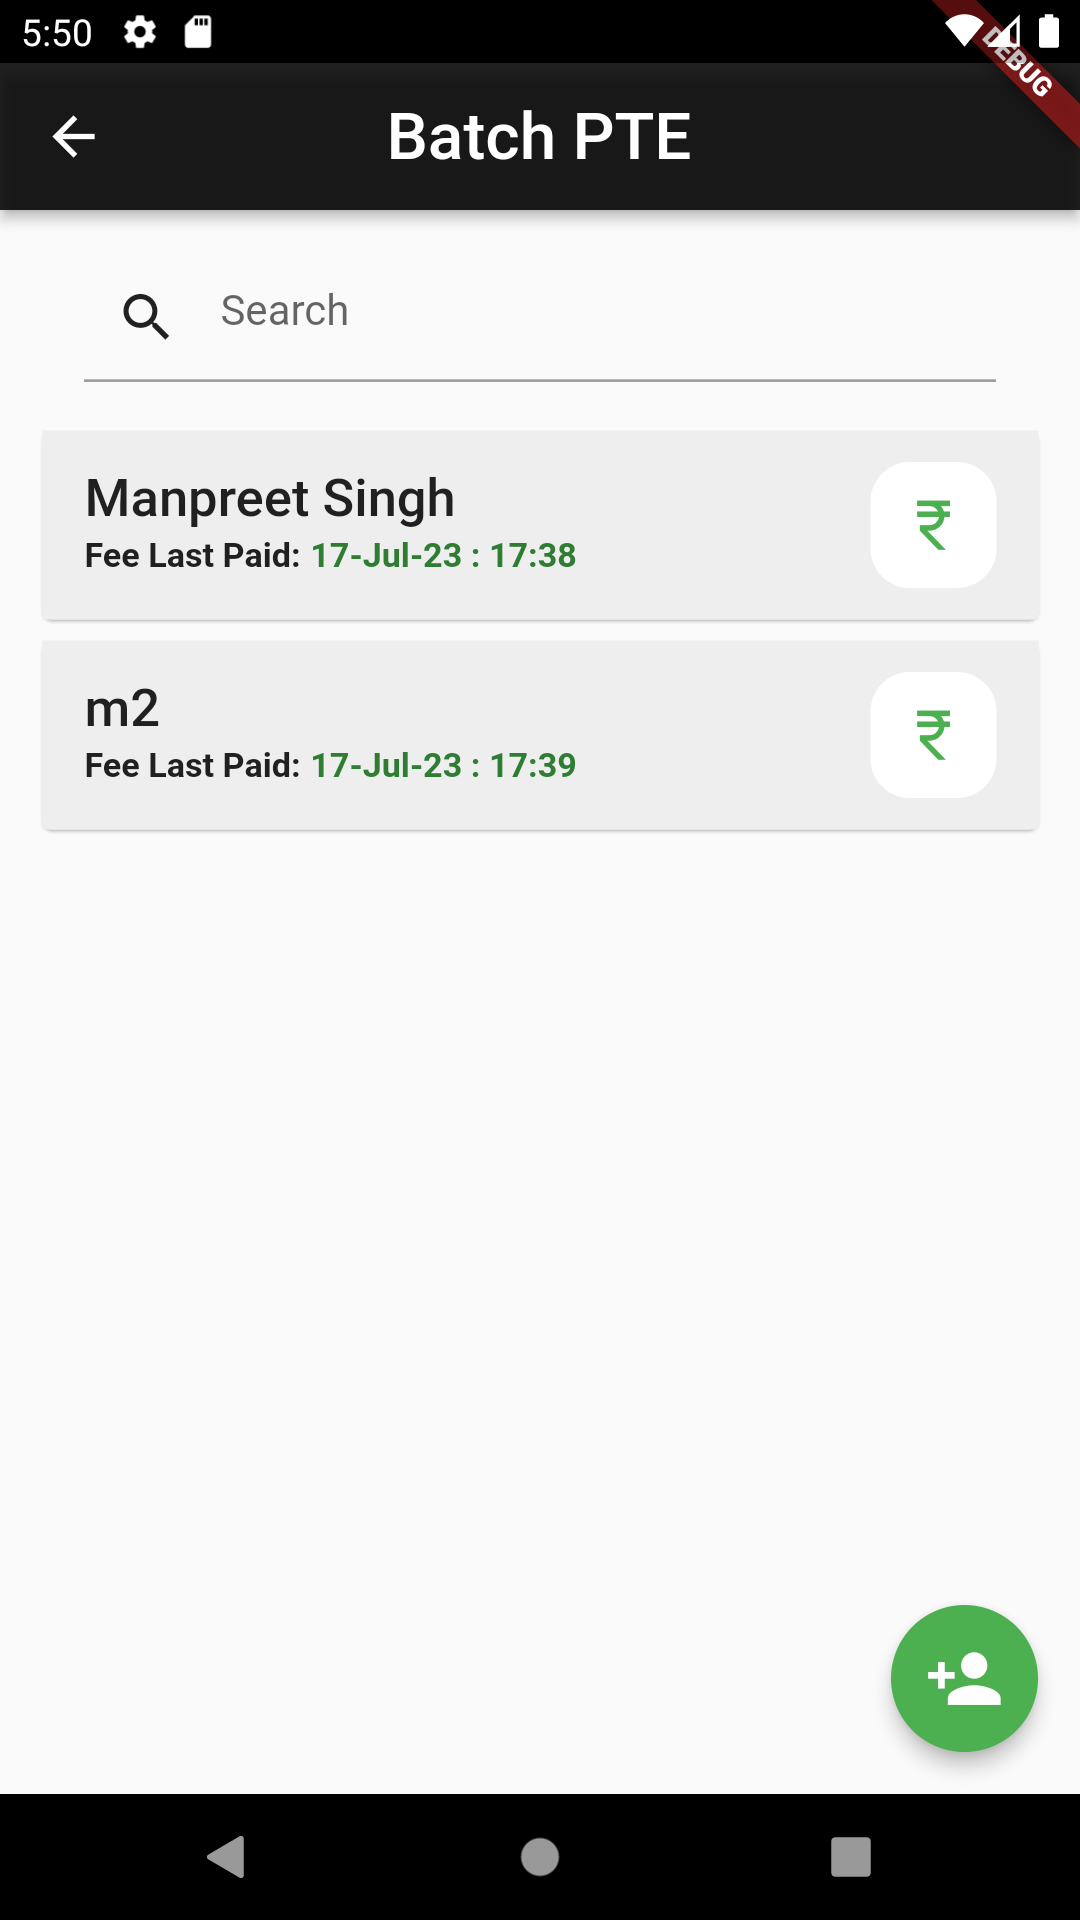 5:50
DEBUG
Batch PTE
Search
Manpreet Singh
Fee Last Paid: 17-Jul-23 : 17:38
₹
m2
Fee Last Paid: 17-Jul-23 : 17:39
₹